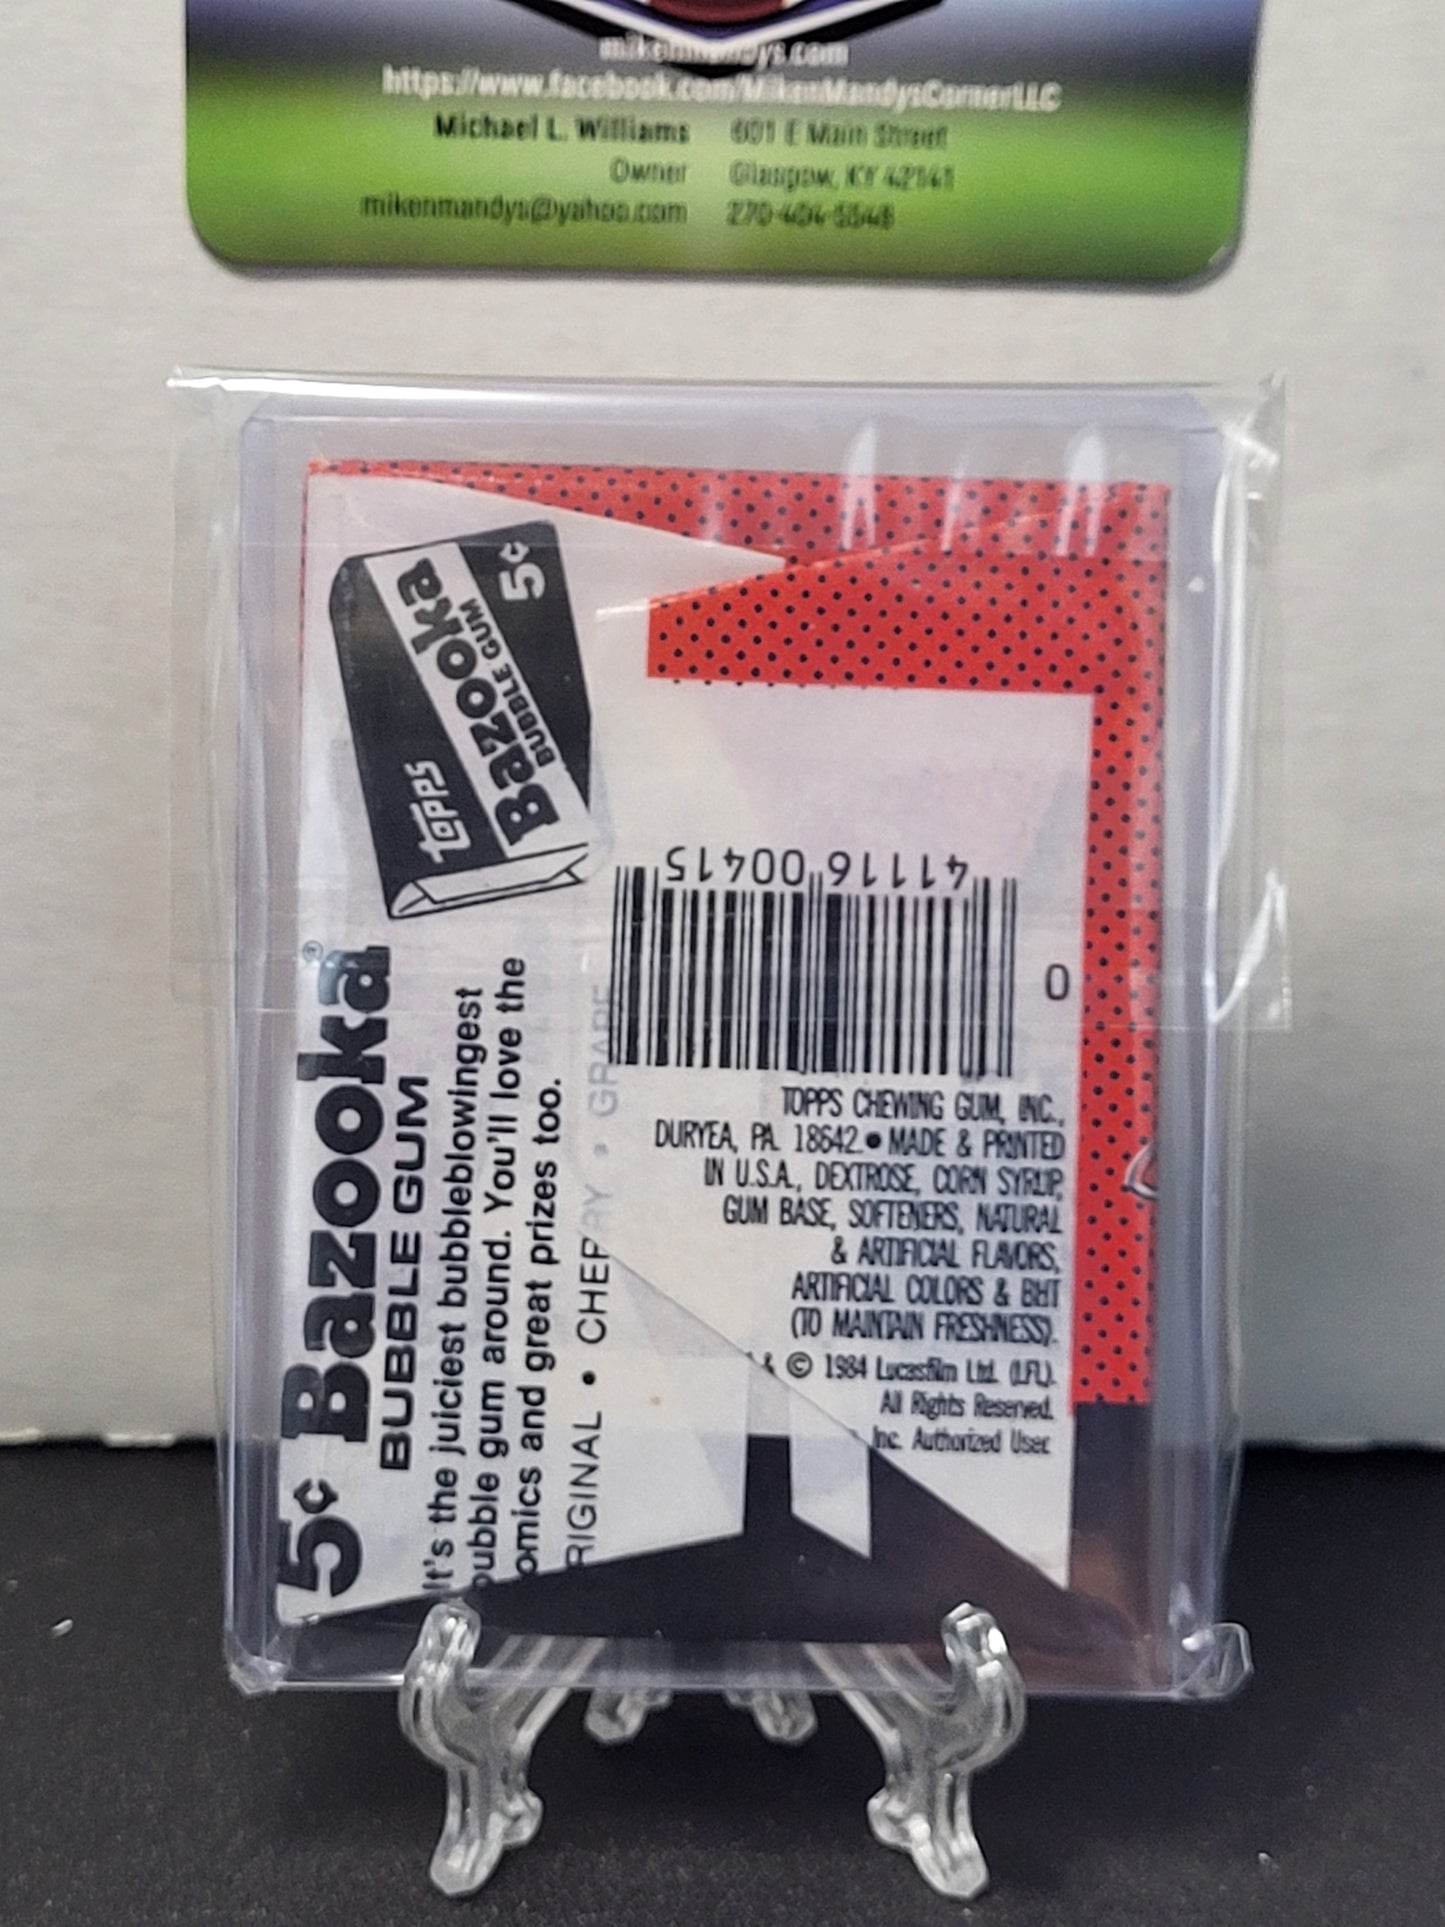 mikenmandys.com
https://www.facebook.com/MikenMandysCornerLLC
Michael L. Williams
Owner
mikenmandys@yahoo.com
601 E Main Street
Glasgow, KY 42141
270-404-5548
TOPPS
Bazooka
BUBBLE GUM
5¢
5¢ Bazooka®
BUBBLE GUM
It's the juiciest bubbleblowingest
ubble gum around. You'll love the
omics and great prizes too.
RIGINAL • CHERRY • GRAPE
41116 00415
0
TOPPS CHEWING GUM, INC.,
DURYEA, PA. 18642 • MADE & PRINTED
IN U.S.A., DEXTROSE, CORN SYRUP,
GUM BASE, SOFTENERS, NATURAL
& ARTIFICIAL FLAVORS,
ARTIFICIAL COLORS & BHT
(TO MAINTAIN FRESHNESS).
& © 1984 Lucasfilm Ltd. (LFL).
All Rights Reserved.
Inc. Authorized User.